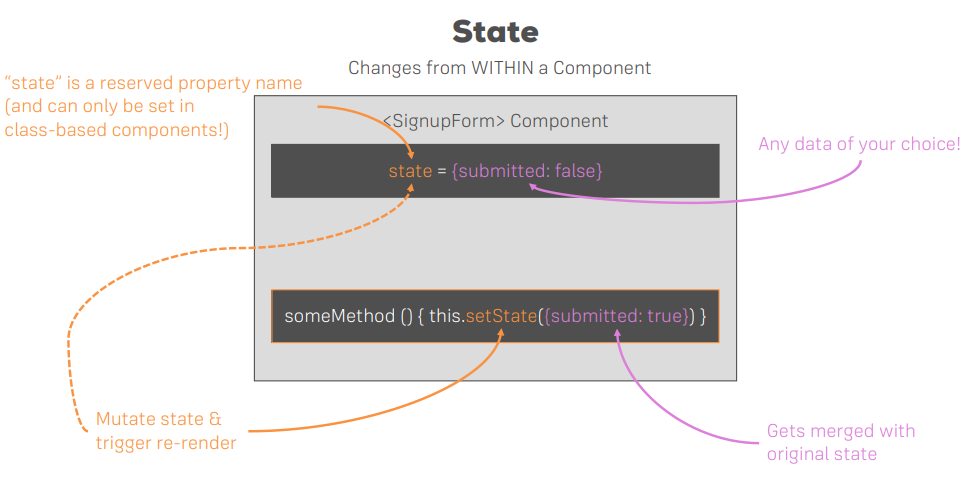 State
Changes from WITHIN a Component
“state” is a reserved property name
(and can only be set in
class-based components!)
<SignupForm> Component
Any data of your choice!
state = {submitted: false}
someMethod () { this.setState({submitted: true}) }
Mutate state &
trigger re-render
Gets merged with
original state